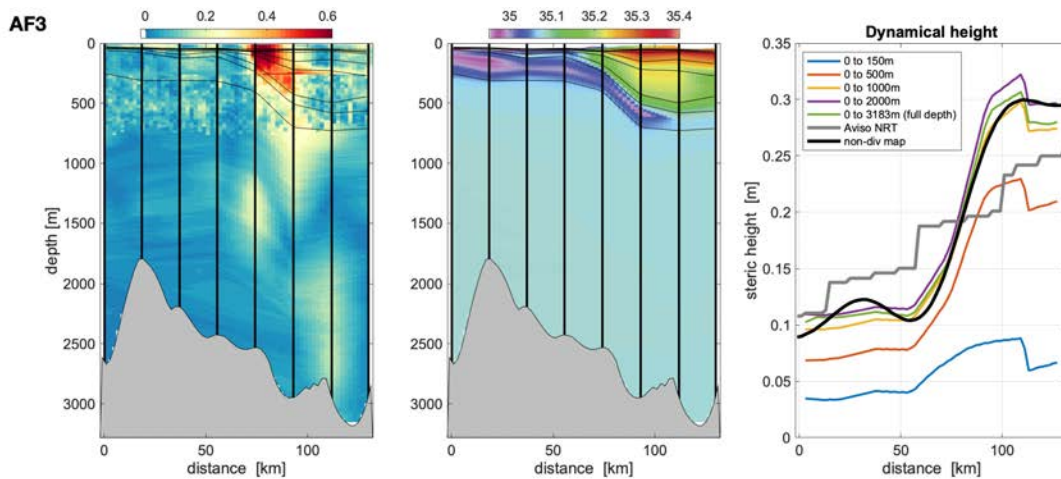 AF3
0 0.2 0.4 0.6
35 35.1 35.2 35.3 35.4
Dynamical height
0
500
1000
1500
2000
2500
3000
depth [m]
0 50 100
distance [km]
0
500
1000
1500
2000
2500
3000
0 50 100
distance [km]
0.35
0.3
0.25
0.2
0.15
0.1
0.05
0
steric height [m]
0 to 150m
0 to 500m
0 to 1000m
0 to 2000m
0 to 3183m (full depth)
Aviso NRT
non-div map
0 50 100
distance [km]